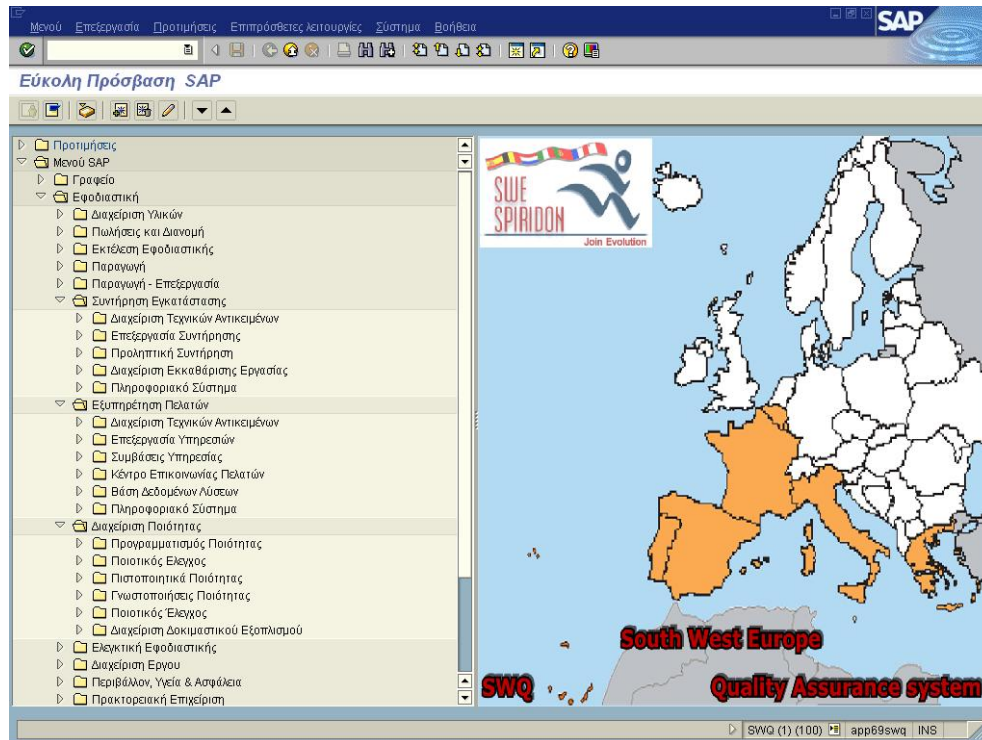 Μενού Επεξεργασία Προτιμήσεις Επιπρόσθετες λειτουργίες Σύστημα Βοήθεια
SAP
Εύκολη Πρόσβαση SAP
Προτιμήσεις
Μενού SAP
Γραφείο
Εφοδιαστική
Διαχείριση Υλικών
Πωλήσεις και Διανομή
Εκτέλεση Εφοδιαστικής
Παραγωγή
Παραγωγή - Επεξεργασία
Συντήρηση Εγκατάστασης
Διαχείριση Τεχνικών Αντικειμένων
Επεξεργασία Συντήρησης
Προληπτική Συντήρηση
Διαχείριση Εκκαθάρισης Εργασίας
Πληροφοριακό Σύστημα
Εξυπηρέτηση Πελατών
Διαχείριση Τεχνικών Αντικειμένων
Επεξεργασία Υπηρεσιών
Συμβάσεις Υπηρεσίας
Κέντρο Επικοινωνίας Πελατών
Βάση Δεδομένων Λύσεων
Πληροφοριακό Σύστημα
Διαχείριση Ποιότητας
Προγραμματισμός Ποιότητας
Ποιοτικός Ελεγχος
Πιστοποιητικά Ποιότητας
Γνωστοποιήσεις Ποιότητας
Ποιοτικός Έλεγχος
Διαχείριση Δοκιμαστικού Εξοπλισμού
Ελεγκτική Εφοδιαστικής
Διαχείριση Εργου
Περιβάλλον, Υγεία & Ασφάλεια
Πρακτορειακή Επιχείριση
SWE
SPIRIDON
Join Evolution
South West Europe
SWQ Quality Assurance system
SWQ (1) (100) app69swq INS